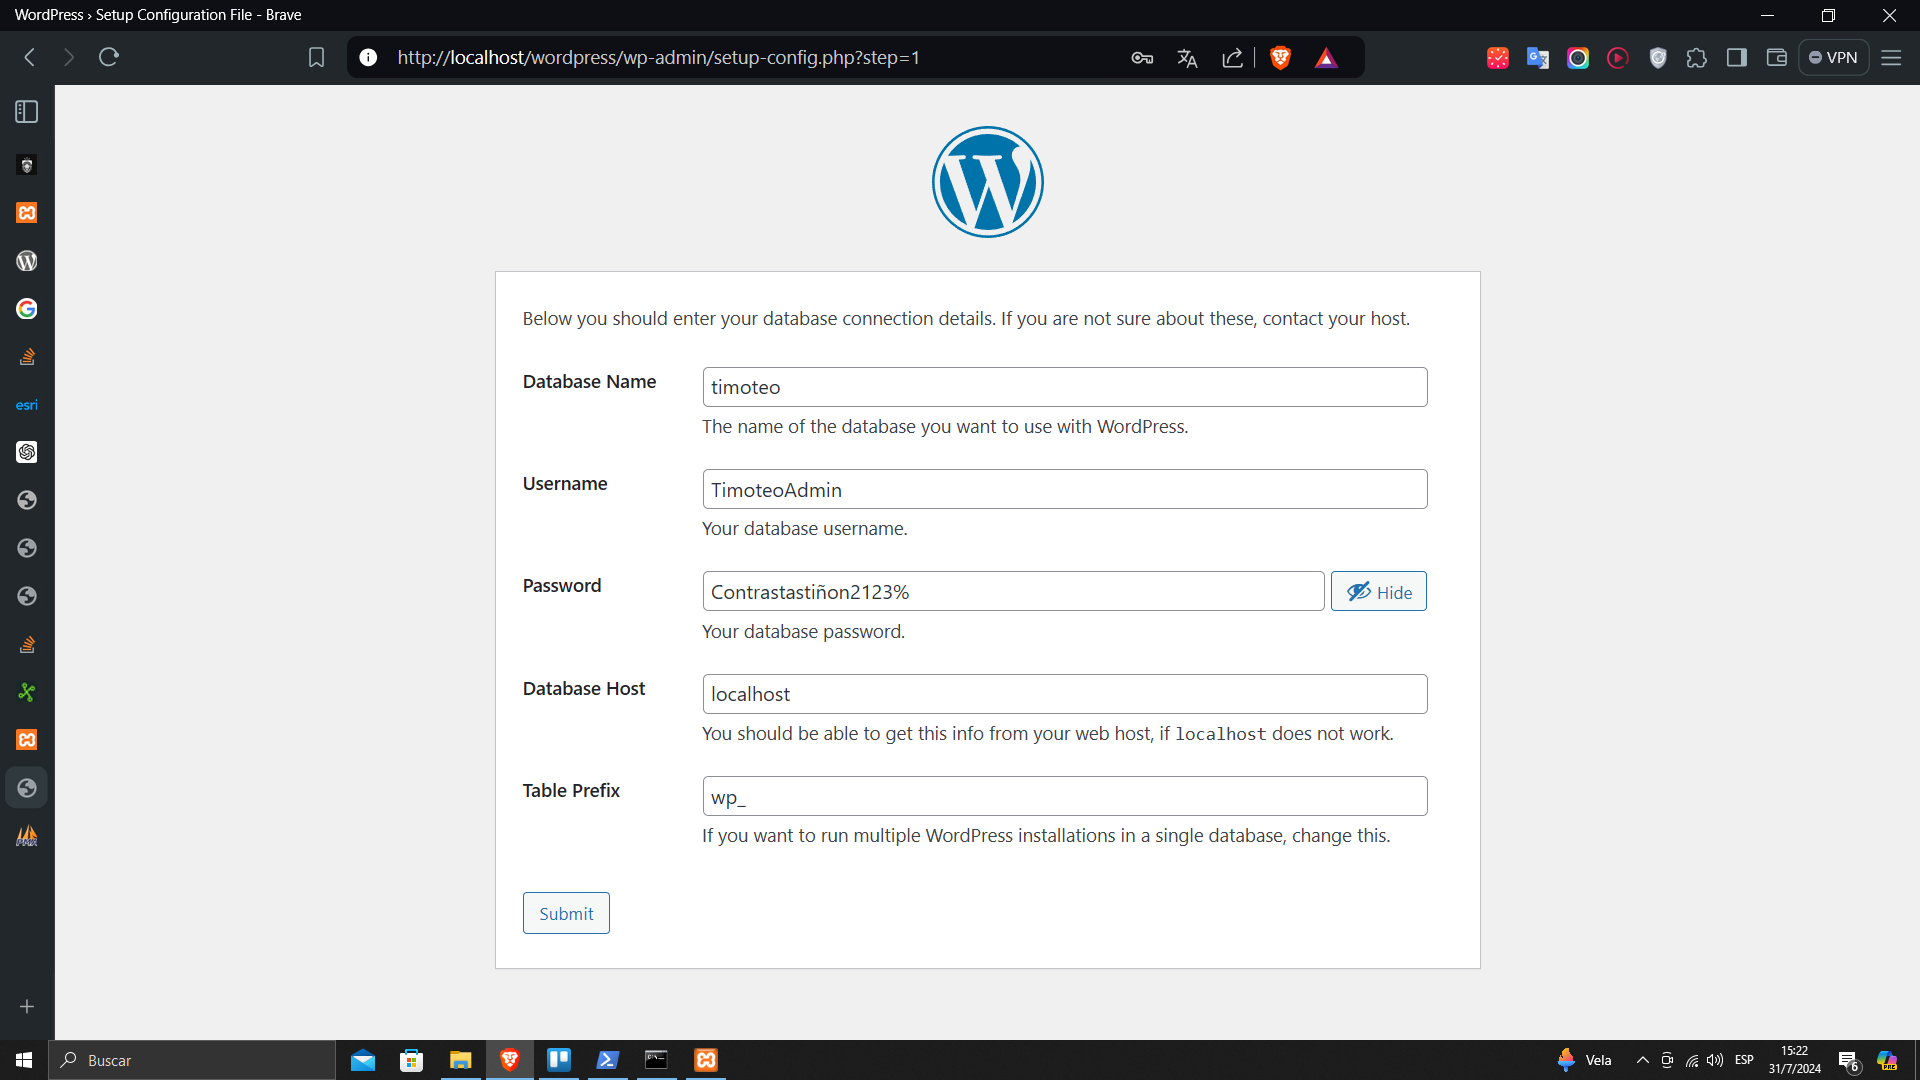 WordPress › Setup Configuration File - Brave
http://localhost/wordpress/wp-admin/setup-config.php?step=1
VPN
esri
Below you should enter your database connection details. If you are not sure about these, contact your host.
Database Name
timoteo
The name of the database you want to use with WordPress.
Username
TimoteoAdmin
Your database username.
Password
Contrastastiñon2123%
Hide
Your database password.
Database Host
localhost
You should be able to get this info from your web host, if localhost does not work.
Table Prefix
wp_
If you want to run multiple WordPress installations in a single database, change this.
Submit
Buscar
Vela
ESP
15:22
31/7/2024
6